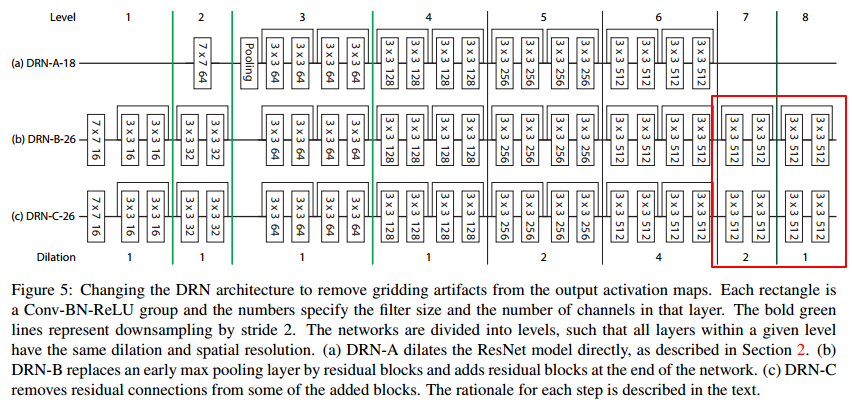 Level 1 2 3 4 5 6 7 8
(a) DRN-A-18 7 x 7 64 Pooling 3 x 3 64 3 x 3 64 3 x 3 64 3 x 3 64 3 x 3 128 3 x 3 128 3 x 3 128 3 x 3 128 3 x 3 256 3 x 3 256 3 x 3 256 3 x 3 256 3 x 3 512 3 x 3 512 3 x 3 512 3 x 3 512
(b) DRN-B-26 7 x 7 16 3 x 3 16 3 x 3 16 3 x 3 32 3 x 3 32 3 x 3 64 3 x 3 64 3 x 3 64 3 x 3 64 3 x 3 128 3 x 3 128 3 x 3 128 3 x 3 128 3 x 3 256 3 x 3 256 3 x 3 256 3 x 3 256 3 x 3 512 3 x 3 512 3 x 3 512 3 x 3 512 3 x 3 512 3 x 3 512 3 x 3 512 3 x 3 512
(c) DRN-C-26 7 x 7 16 3 x 3 16 3 x 3 16 3 x 3 32 3 x 3 32 3 x 3 64 3 x 3 64 3 x 3 64 3 x 3 64 3 x 3 128 3 x 3 128 3 x 3 128 3 x 3 128 3 x 3 256 3 x 3 256 3 x 3 256 3 x 3 256 3 x 3 512 3 x 3 512 3 x 3 512 3 x 3 512 3 x 3 512 3 x 3 512 3 x 3 512 3 x 3 512
Dilation 1 1 1 1 2 4 2 1
Figure 5: Changing the DRN architecture to remove gridding artifacts from the output activation maps. Each rectangle is
a Conv-BN-ReLU group and the numbers specify the filter size and the number of channels in that layer. The bold green
lines represent downsampling by stride 2. The networks are divided into levels, such that all layers within a given level
have the same dilation and spatial resolution. (a) DRN-A dilates the ResNet model directly, as described in Section 2. (b)
DRN-B replaces an early max pooling layer by residual blocks and adds residual blocks at the end of the network. (c) DRN-C
removes residual connections from some of the added blocks. The rationale for each step is described in the text.